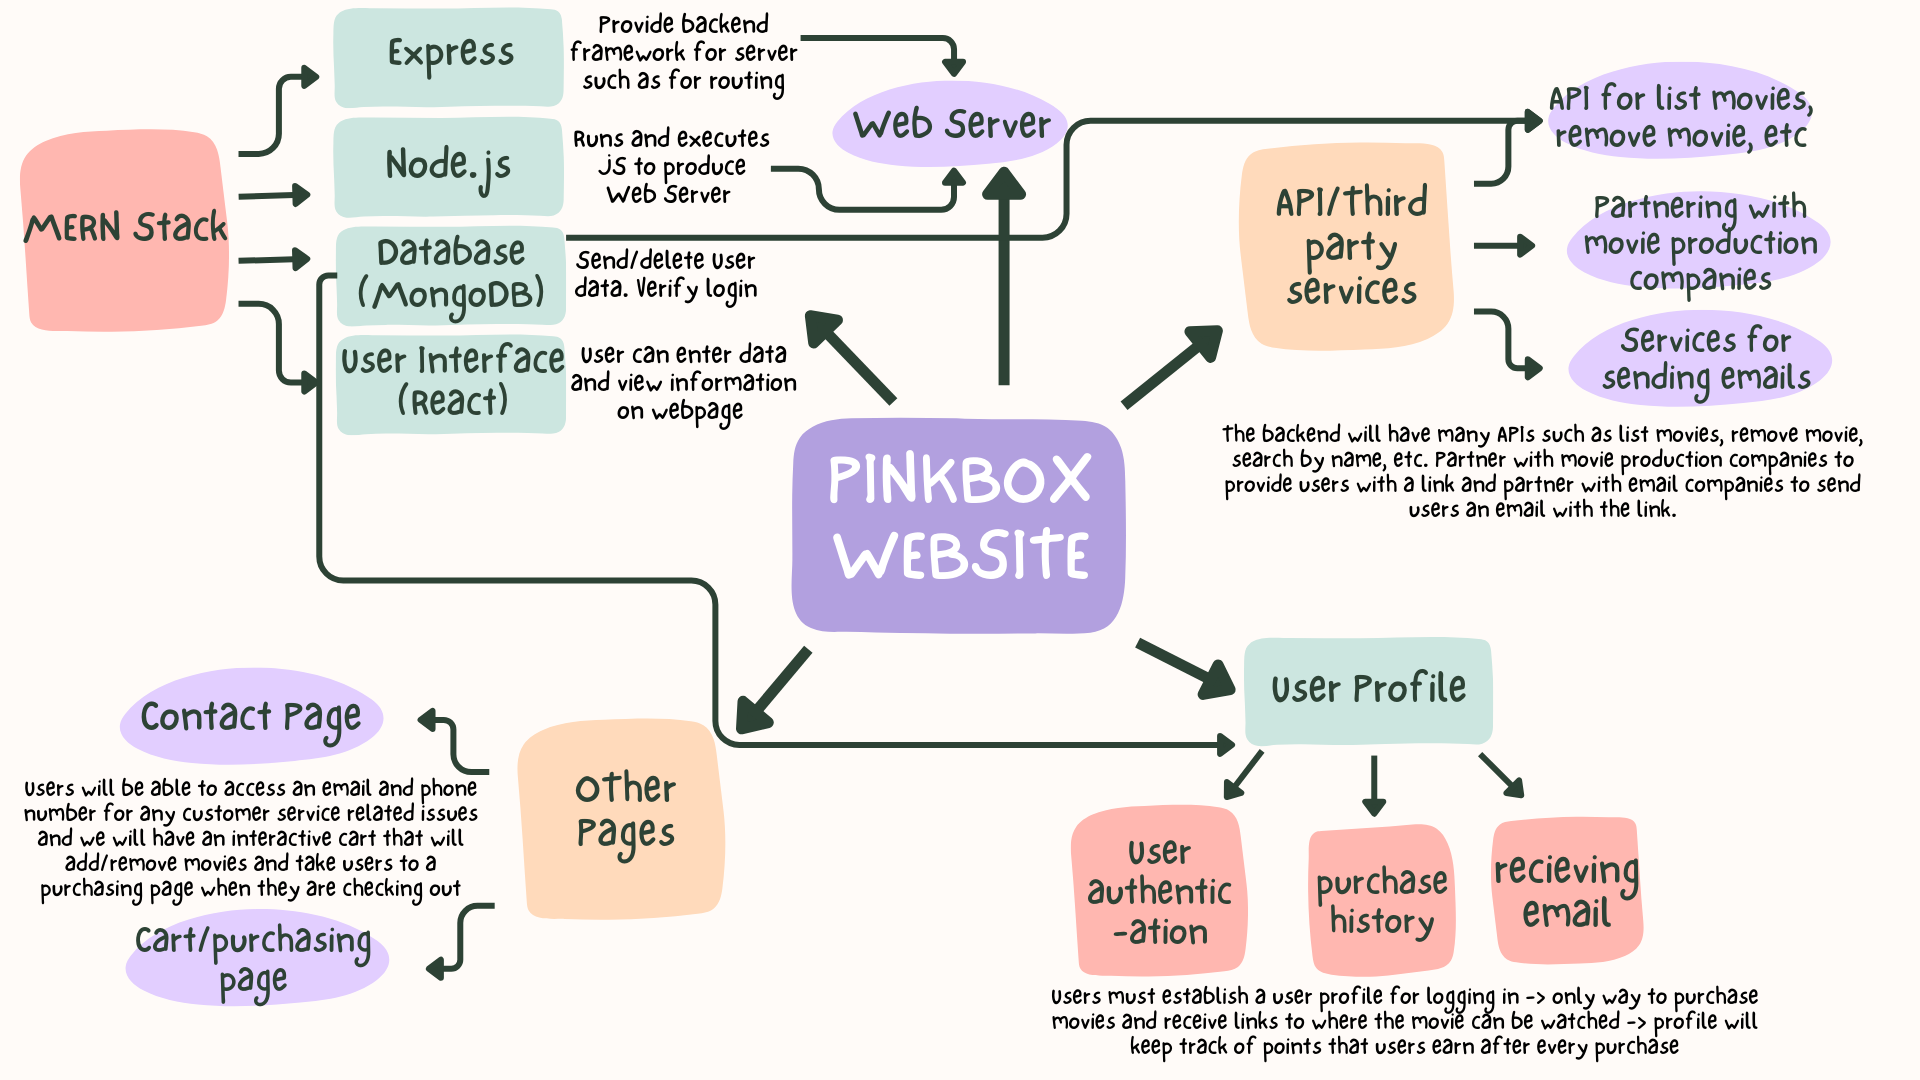 MERN Stack
Express
Provide backend
framework for server
such as for routing
Node.js
Runs and executes
JS to produce
Web Server
Database
(MongoDB)
Send/delete user
data. Verify login
User Interface
(React)
User can enter data
and view information
on webpage
Web Server
API/Third
party
services
API for list movies,
remove movie, etc
Partnering with
movie production
companies
Services for
sending emails
The backend will have many APIs such as list movies, remove movie,
search by name, etc. Partner with movie production companies to
provide users with a link and partner with email companies to send
users an email with the link.
PINKBOX
WEBSITE
Contact Page
Users will be able to access an email and phone
number for any customer service related issues
and we will have an interactive cart that will
add/remove movies and take users to a
purchasing page when they are checking out
Cart/purchasing
page
Other
Pages
User Profile
user
authentic
-ation
purchase
history
recieving
email
Users must establish a user profile for logging in -> only way to purchase
movies and receive links to where the movie can be watched -> profile will
keep track of points that users earn after every purchase